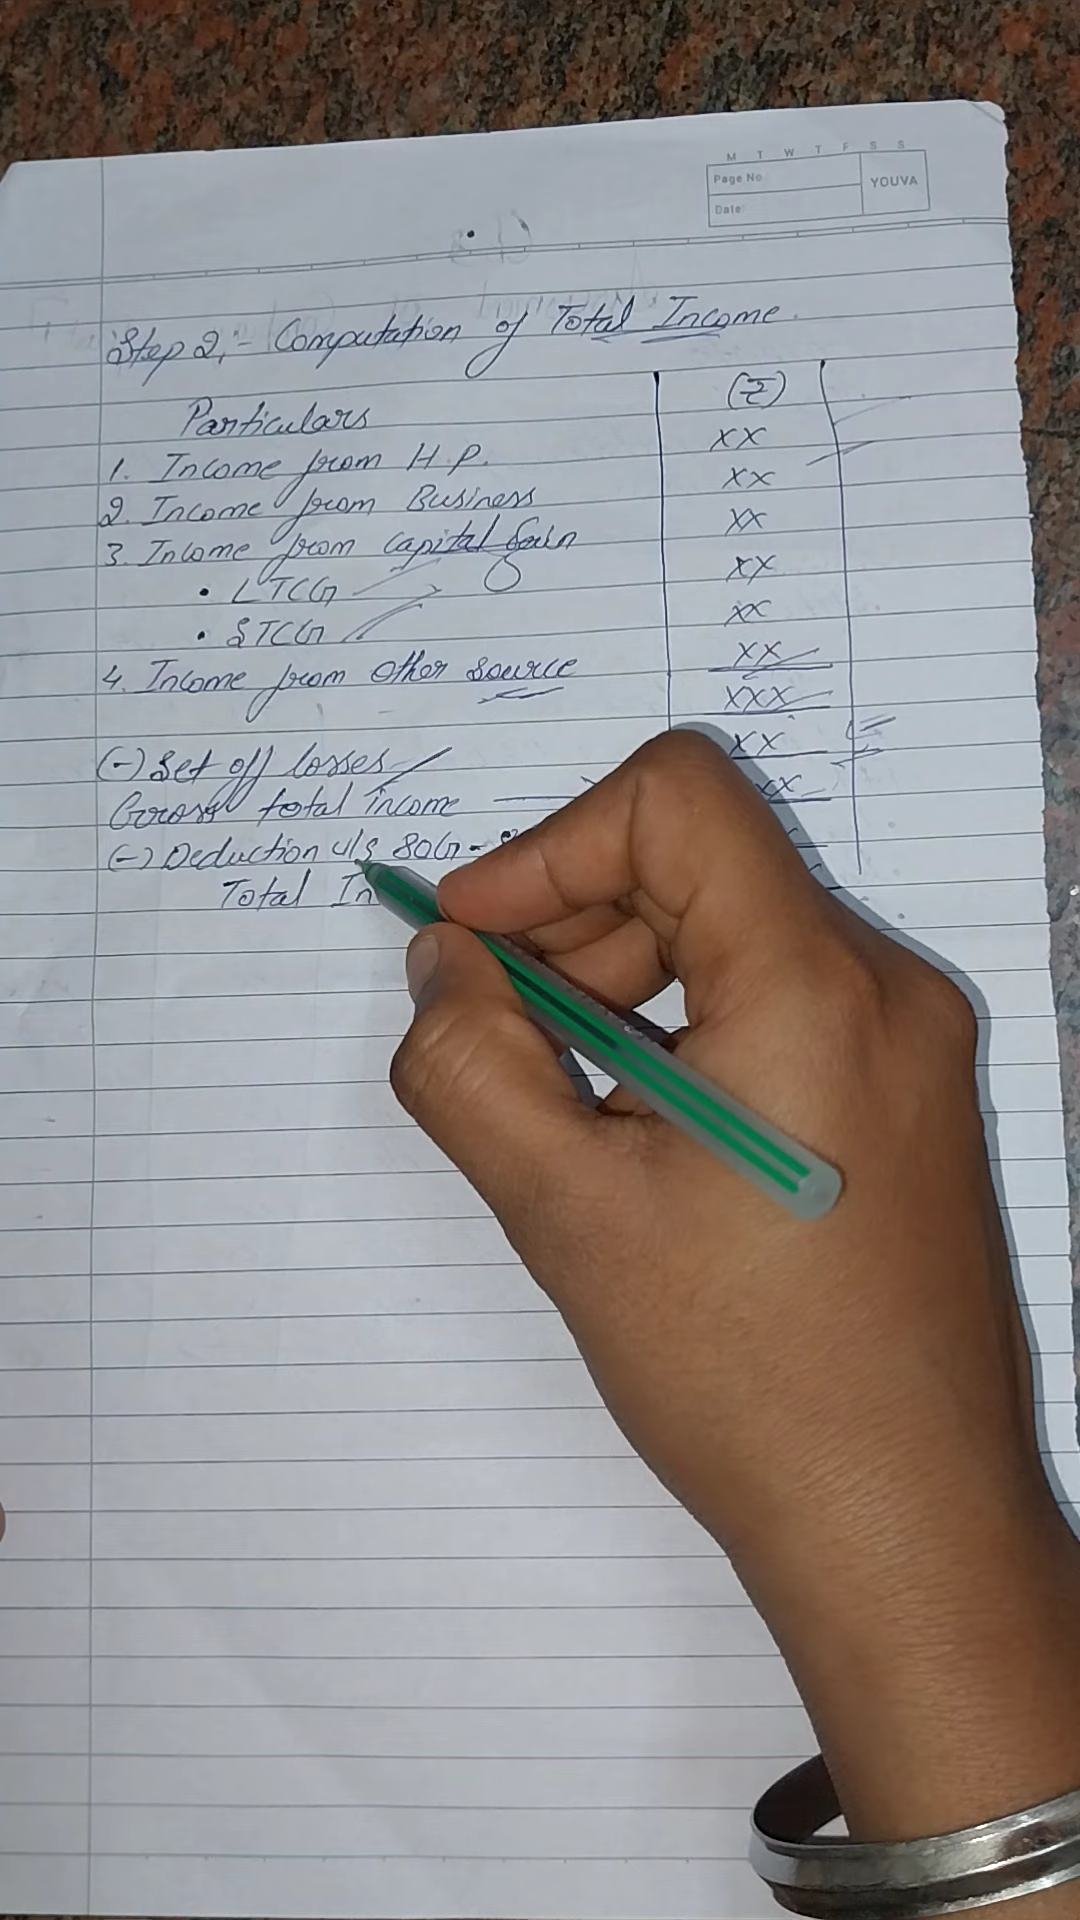 M T W T F S S
Page No
YOUVA
Date:
Step 2:- Computation of Total Income.
Particulars (₹)
1. Income from H.P. XX
2. Income from Business XX
3. Income from Capital Gain XX
• LTCG XX
• STCG XX
4. Income from Other Source XX
XXX
(-) Set off losses XX
Gross total income XX
(-) Deduction u/s 80G -
Total In